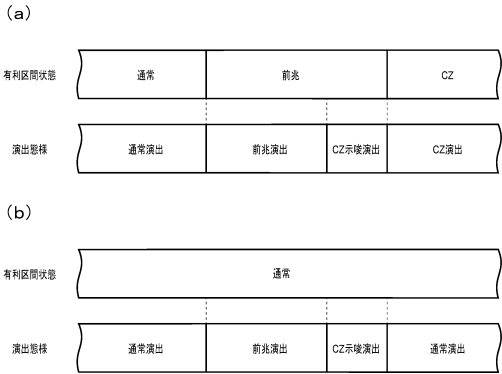 (a)
有利区間状態 通常 前兆 CZ
演出態様 通常演出 前兆演出 CZ示唆演出 CZ演出
(b)
有利区間状態 通常
演出態様 通常演出 前兆演出 CZ示唆演出 通常演出